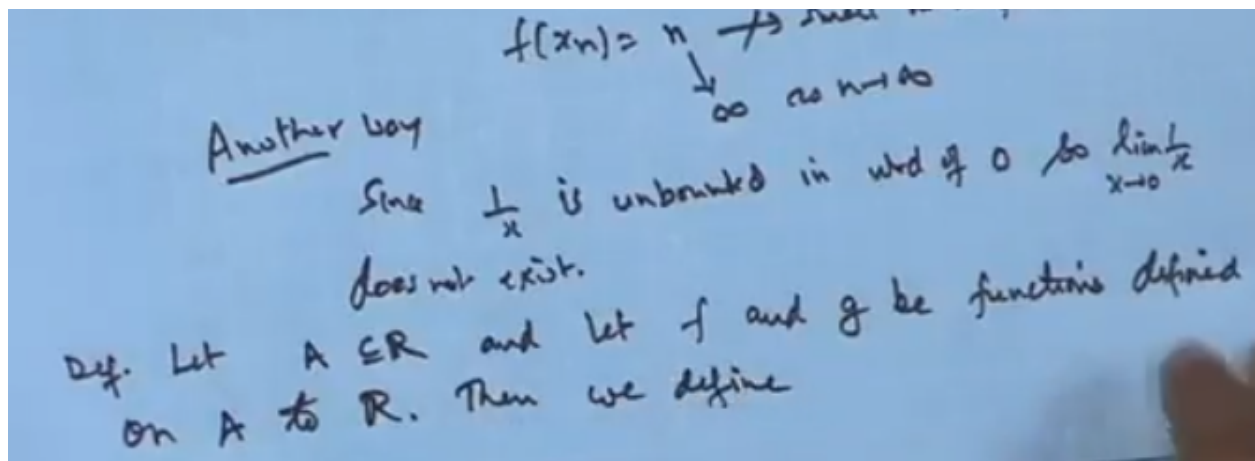 f(xn) = n ↛
↓
∞ as n→∞
Another way
Since 1/x is unbounded in nbd of 0 so lim x→0 1/x
does not exist.
Def. Let A ⊆ R and let f and g be functions defined
on A to R. Then we define